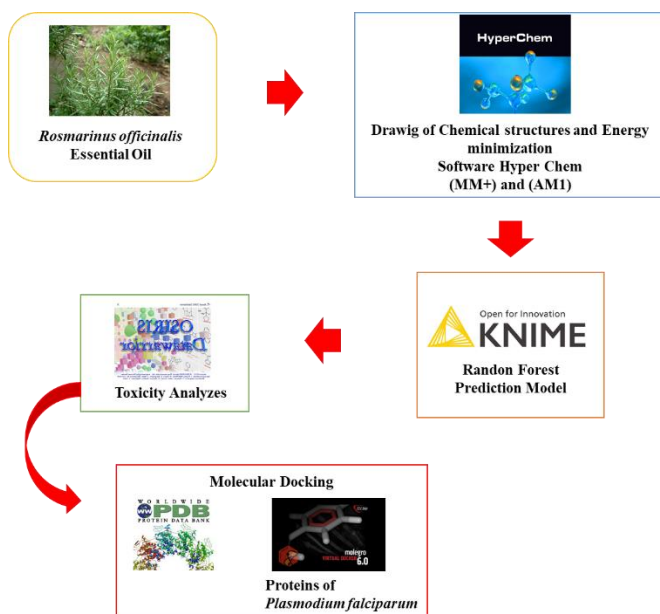 Rosmarinus officinalis
Essential Oil
HyperChem
Drawig of Chemical structures and Energy
minimization
Software Hyper Chem
(MM+) and (AM1)
Open for Innovation
KNIME
Randon Forest
Prediction Model
OSIRIS
DataWarrior
Toxicity Analyzes
Molecular Docking
WORLDWIDE
PDB
PROTEIN DATA BANK
molegro
VIRTUAL DOCKER
6.0
Proteins of
Plasmodium falciparum